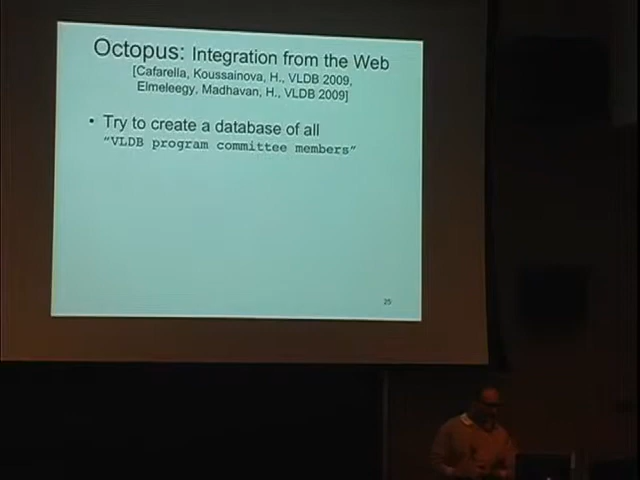 Octopus: Integration from the Web
[Cafarella, Koussainova, H., VLDB 2009,
Elmeleegy, Madhavan, H., VLDB 2009]
• Try to create a database of all
“VLDB program committee members”
25